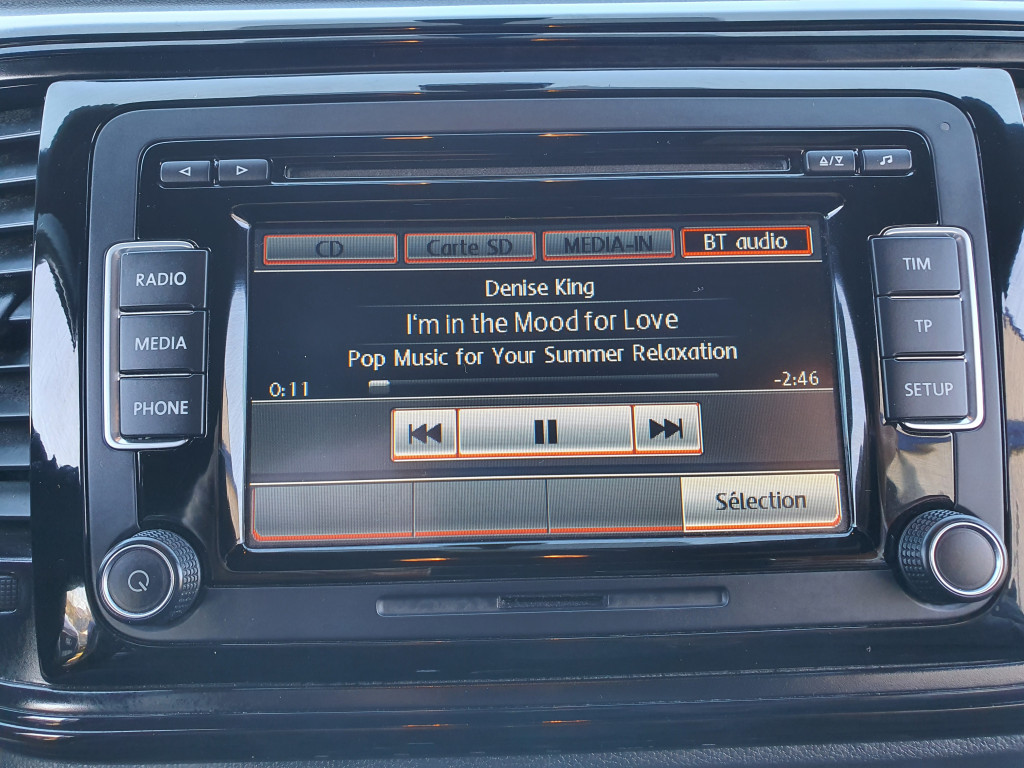 CD Carte SD MEDIA-IN BT audio
RADIO
MEDIA
PHONE
Denise King
I'm in the Mood for Love
Pop Music for Your Summer Relaxation
0:11 -2:46
Sélection
TIM
TP
SETUP